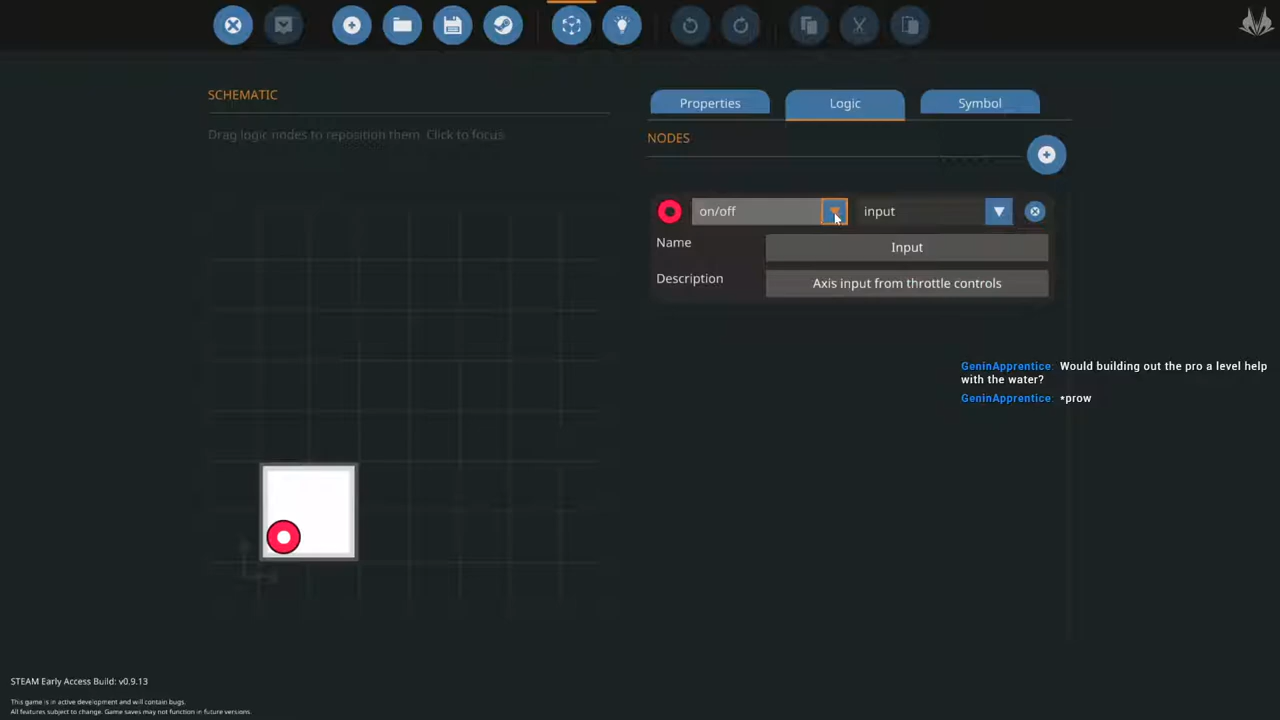 SCHEMATIC
Drag logic nodes to reposition them. Click to focus
Properties
Logic
Symbol
NODES
on/off
input
Name
Input
Description
Axis input from throttle controls
GeninApprentice: Would building out the pro a level help
with the water?
GeninApprentice: *prow
STEAM Early Access Build: v0.9.13
This game is in active development and will contain bugs.
All features subject to change. Game saves may not function in future versions.